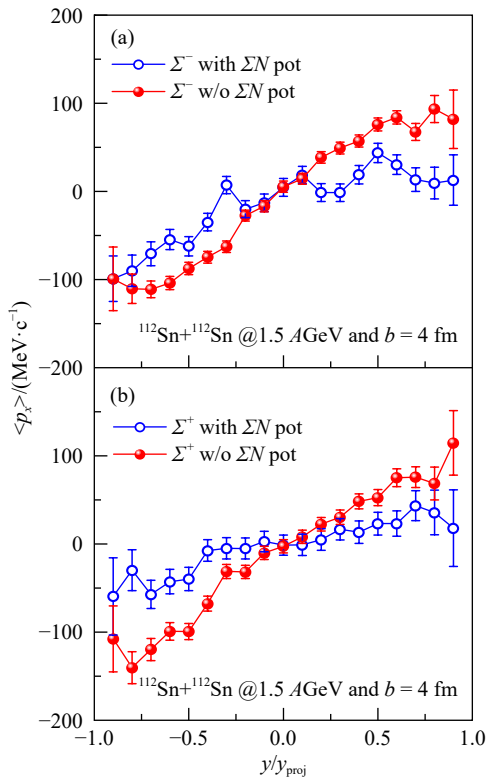 200
(a)
Σ⁻ with ΣN pot
Σ⁻ w/o ΣN pot
100
0
−100
¹¹²Sn+¹¹²Sn @1.5 AGeV and b = 4 fm
−200
<pₓ>/(MeV·c⁻¹)
(b)
Σ⁺ with ΣN pot
Σ⁺ w/o ΣN pot
100
0
−100
¹¹²Sn+¹¹²Sn @1.5 AGeV and b = 4 fm
−200
−1.0 −0.5 0.0 0.5 1.0
y/y_proj